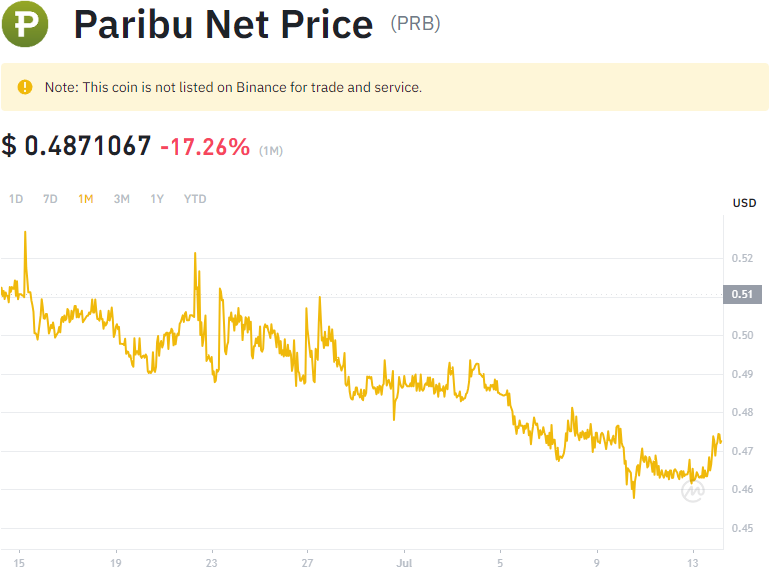 Paribu Net Price (PRB)
Note: This coin is not listed on Binance for trade and service.
$ 0.4871067 -17.26% (1M)
1D 7D 1M 3M 1Y YTD
USD
0.52
0.51
0.50
0.49
0.48
0.47
0.46
0.45
15 19 23 27 Jul 5 9 13